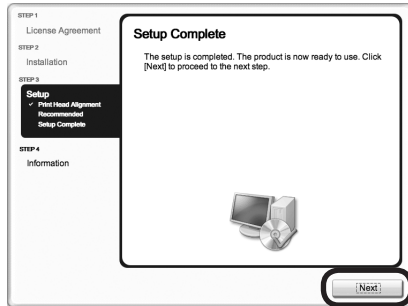 STEP 1
License Agreement
STEP 2
Installation
STEP 3
Setup
✓ Print Head Alignment
Recommended
Setup Complete
STEP 4
Information
Setup Complete
The setup is completed. The product is now ready to use. Click
[Next] to proceed to the next step.
Next